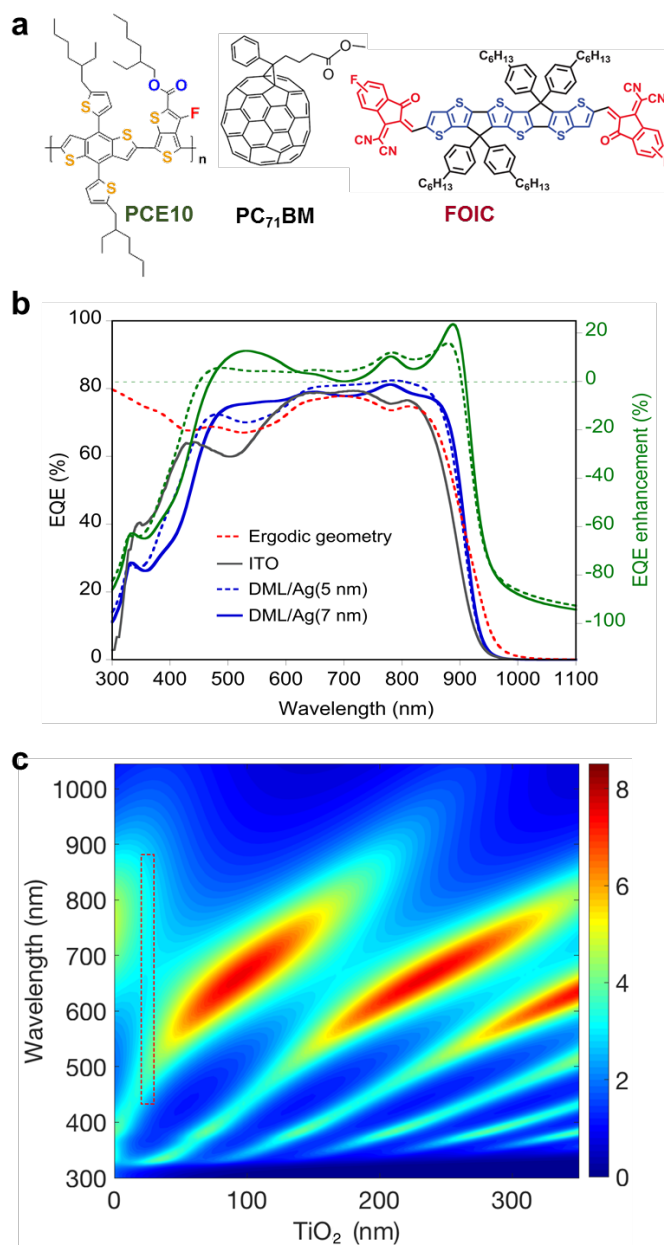 a
O
O
F
S
S
S
S
S
S
n
PCE10
O
O
PC₇₁BM
C₆H₁₃
C₆H₁₃
F
O
S
S
S
CN
CN
NC
CN
S
S
S
O
F
C₆H₁₃
C₆H₁₃
FOIC
b
100
80
60
40
20
0
EQE (%)
20
0
-20
-40
-60
-80
-100
EQE enhancement (%)
Ergodic geometry
ITO
DML/Ag(5 nm)
DML/Ag(7 nm)
300 400 500 600 700 800 900 1100
Wavelength (nm)
c
1000
900
800
700
600
500
400
300
Wavelength (nm)
0 100 200 300
TiO₂ (nm)
8
6
4
2
0